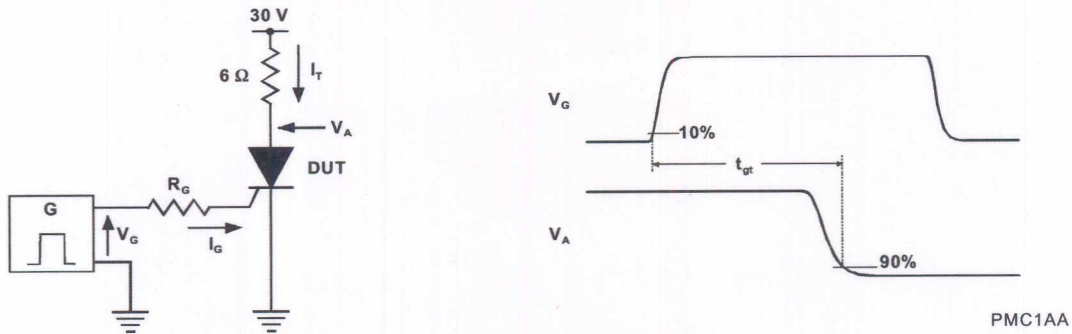 30 V
6 Ω
I_T
V_A
DUT
R_G
G
V_G
I_G
V_G
10%
t_gt
V_A
90%
PMC1AA